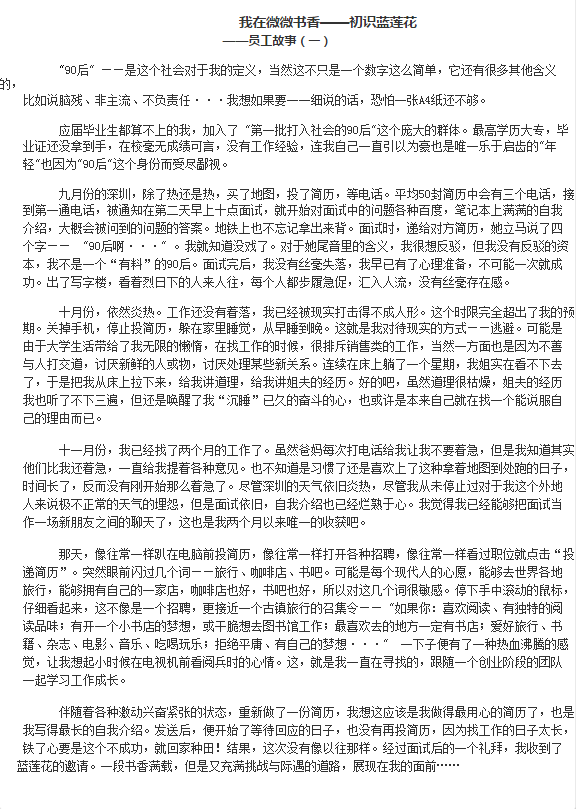 我在微微书香——初识蓝莲花
——员工故事（一）
“90后”——是这个社会对于我的定义，当然这不只是一个数字这么简单，它还有很多其他含义
的，
比如说脑残、非主流、不负责任···我想如果要一一细说的话，恐怕一张A4纸还不够。
应届毕业生都算不上的我，加入了“第一批打入社会的90后”这个庞大的群体。最高学历大专，毕
业证还没拿到手，在校毫无成绩可言，没有工作经验，连我自己一直引以为豪也是唯一乐于启齿的“年
轻”也因为“90后”这个身份而受尽鄙视。
九月份的深圳，除了热还是热，买了地图，投了简历，等电话。平均50封简历中会有三个电话，接
到第一通电话，被通知在第二天早上十点面试，就开始对面试中的问题各种百度，笔记本上满满的自我
介绍，大概会被问到的问题的答案。地铁上也不忘记拿出来背。面试时，递给对方简历，她立马说了四
个字—— “90后啊···”。我就知道没戏了。对于她尾音里的含义，我很想反驳，但我没有反驳的资
本，我不是一个“有料”的90后。面试完后，我没有丝毫失落，我早已有了心理准备，不可能一次就成
功。出了写字楼，看着烈日下的人来人往，每个人都步履急促，汇入人流，没有丝毫存在感。
十月份，依然炎热。工作还没有着落，我已经被现实打击得不成人形。这个时限完全超出了我的预
期。关掉手机，停止投简历，躲在家里睡觉，从早睡到晚。这就是我对待现实的方式——逃避。可能是
由于大学生活带给了我无限的懒惰，在找工作的时候，很排斥销售类的工作，当然一方面也是因为不善
与人打交道，讨厌新鲜的人或物，讨厌处理某些新关系。连续在床上躺了一个星期，我姐实在看不下去
了，于是把我从床上拉下来，给我讲道理，给我讲姐夫的经历。好的吧，虽然道理很枯燥，姐夫的经历
我也听了不下三遍，但还是唤醒了我“沉睡”已久的奋斗的心，也或许是本来自己就在找一个能说服自
己的理由而已。
十一月份，我已经找了两个月的工作了。虽然爸妈每次打电话给我让我不要着急，但是我知道其实
他们比我还着急，一直给我提着各种意见。也不知道是习惯了还是喜欢上了这种拿着地图到处跑的日子，
时间长了，反而没有刚开始那么着急了。尽管深圳的天气依旧炎热，尽管我从未停止过对于我这个外地
人来说极不正常的天气的埋怨，但是面试依旧，自我介绍也已经烂熟于心。我觉得我已经能够把面试当
作一场新朋友之间的聊天了，这也是我两个月以来唯一的收获吧。
那天，像往常一样趴在电脑前投简历，像往常一样打开各种招聘，像往常一样看过职位就点击“投
递简历”。突然眼前闪过几个词——旅行、咖啡店、书吧。可能是每个现代人的心愿，能够去世界各地
旅行，能够拥有自己的一家店，咖啡店也好，书吧也好，所以对这几个词很敏感。停下手中滚动的鼠标，
仔细看起来，这不像是一个招聘，更接近一个古镇旅行的召集令——“如果你：喜欢阅读、有独特的阅
读品味；有开一个小书店的梦想，或干脆想去图书馆工作；最喜欢去的地方一定有书店；爱好旅行、书
籍、杂志、电影、音乐、吃喝玩乐；拒绝平庸、有自己的梦想···” 一下子便有了一种热血沸腾的感
觉，让我想起小时候在电视机前看阅兵时的心情。这，就是我一直在寻找的，跟随一个创业阶段的团队
一起学习工作成长。
伴随着各种激动兴奋紧张的状态，重新做了一份简历，我想这应该是我做得最用心的简历了，也是
我写得最长的自我介绍。发送后，便开始了等待回应的日子，也没有再投简历，因为找工作的日子太长，
铁了心要是这个不成功，就回家种田！结果，这次没有像以往那样。经过面试后的一个礼拜，我收到了
蓝莲花的邀请。一段书香满载，但是又充满挑战与际遇的道路，展现在我的面前……